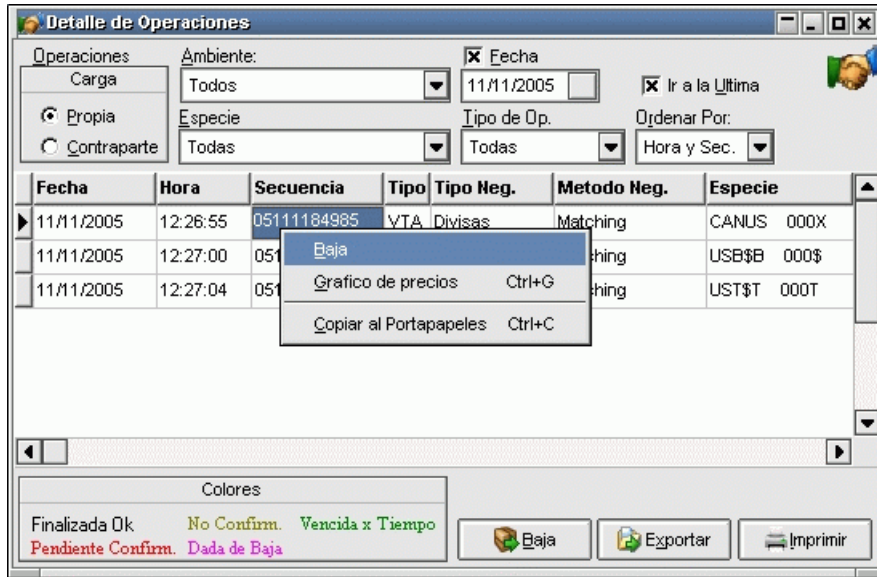 Detalle de Operaciones
Operaciones
Ambiente:
Fecha
Carga
Todos
11/11/2005
Ir a la Ultima
Propia
Especie
Tipo de Op.
Ordenar Por:
Contraparte
Todas
Todas
Hora y Sec.
Fecha Hora Secuencia Tipo Tipo Neg. Metodo Neg. Especie
11/11/2005 12:26:55 05111184985 VTA Divisas Matching CANUS 000X
11/11/2005 12:27:00 USB$B 000$
11/11/2005 12:27:04 UST$T 000T
Baja
Grafico de precios Ctrl+G
Copiar al Portapapeles Ctrl+C
Colores
Finalizada Ok No Confirm. Vencida x Tiempo
Pendiente Confirm. Dada de Baja
Baja Exportar Imprimir